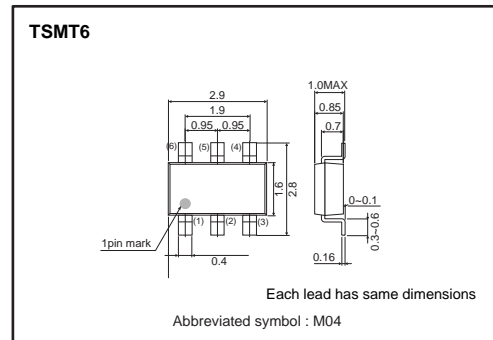 TSMT6
1.0MAX
2.9
0.85
1.9
0.7
0.95 0.95
(6) (5) (4)
1.6
2.8
0~0.1
0.3~0.6
(1) (2) (3)
1pin mark
0.4
0.16
Each lead has same dimensions
Abbreviated symbol : M04